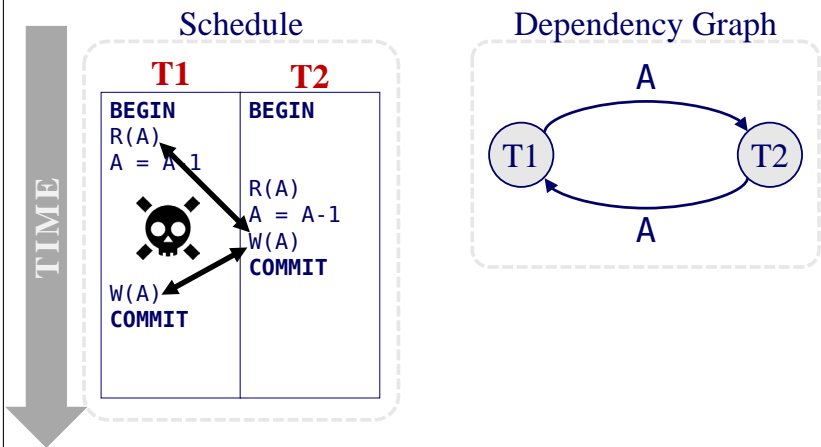 Schedule
Dependency Graph
TIME
T1
T2
BEGIN
R(A)
A = A-1
W(A)
COMMIT
BEGIN
R(A)
A = A-1
W(A)
COMMIT
A
T1
T2
A